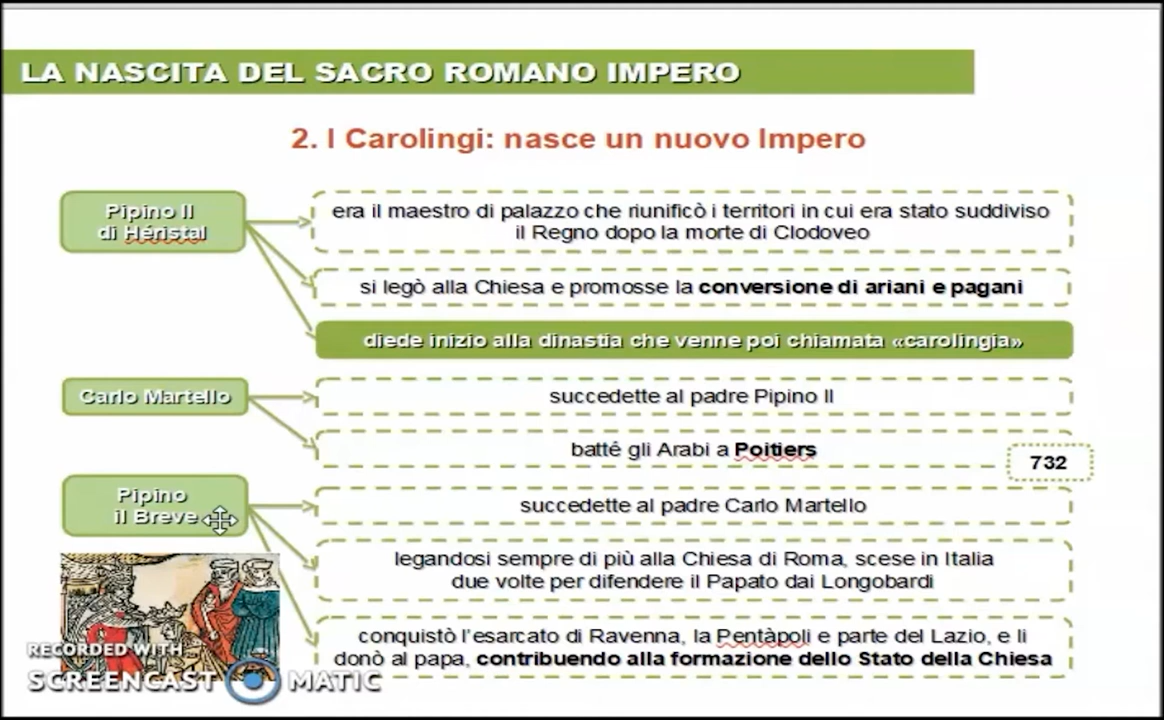 LA NASCITA DEL SACRO ROMANO IMPERO
2. I Carolingi: nasce un nuovo Impero
Pipino II
di Héristal
era il maestro di palazzo che riunificò i territori in cui era stato suddiviso
il Regno dopo la morte di Clodoveo
si legò alla Chiesa e promosse la conversione di ariani e pagani
diede inizio alla dinastia che venne poi chiamata «carolingia»
Carlo Martello
succedette al padre Pipino II
batté gli Arabi a Poitiers
732
Pipino
il Breve
succedette al padre Carlo Martello
legandosi sempre di più alla Chiesa di Roma, scese in Italia
due volte per difendere il Papato dai Longobardi
conquistò l'esarcato di Ravenna, la Pentàpoli e parte del Lazio, e li
donò al papa, contribuendo alla formazione dello Stato della Chiesa
RECORDED WITH
SCREENCAST MATIC